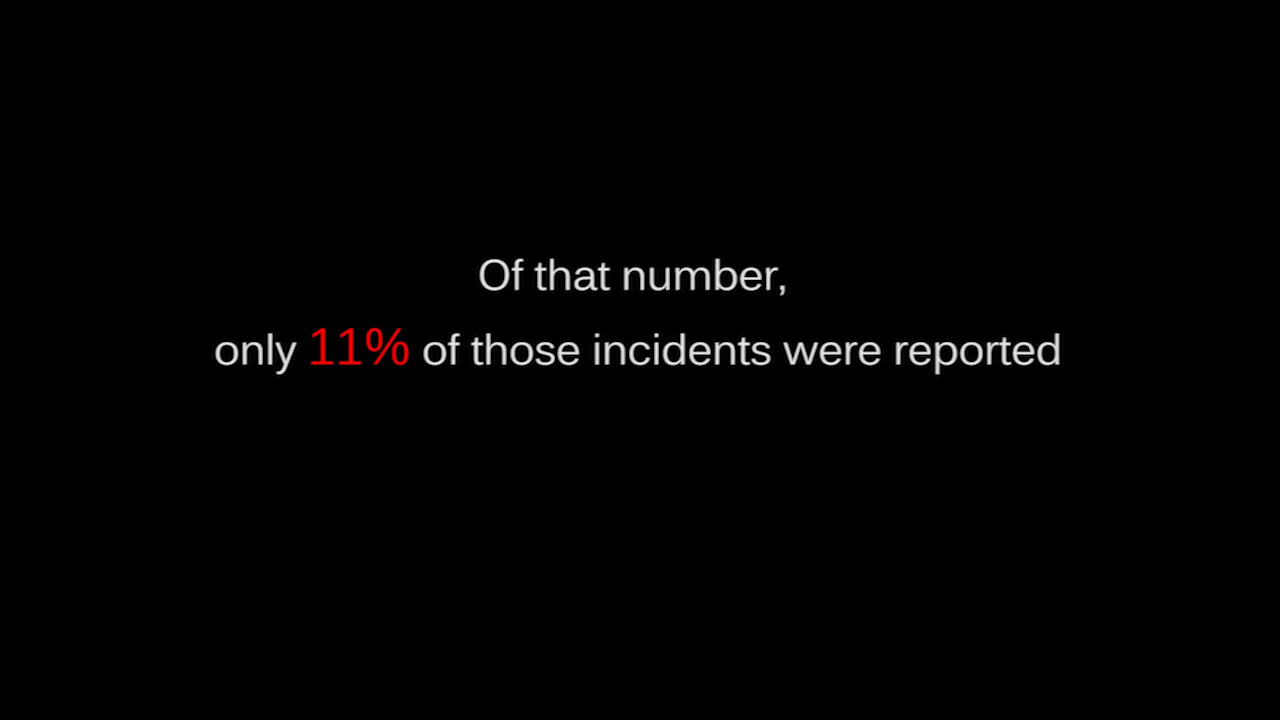 Of that number,
only 11% of those incidents were reported